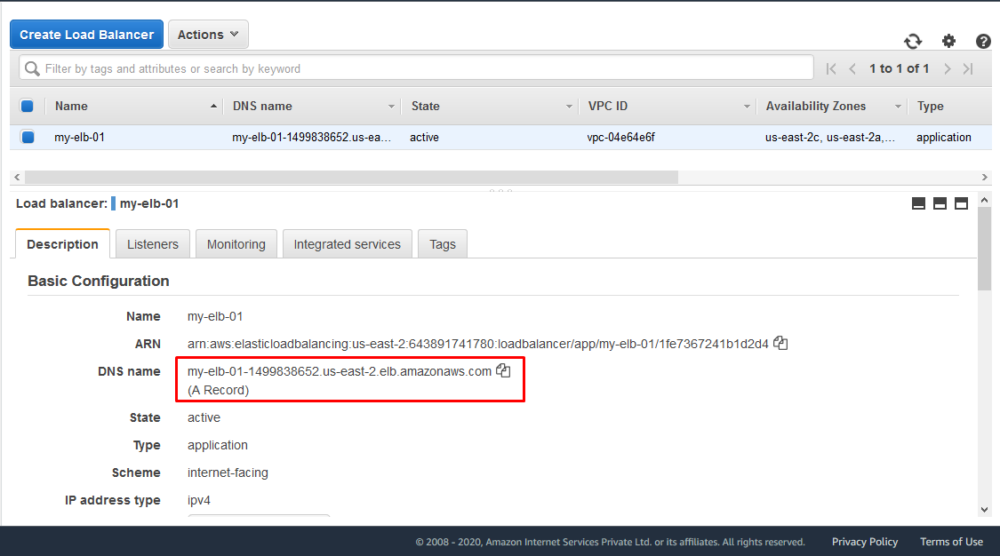 Create Load Balancer Actions
Filter by tags and attributes or search by keyword 1 to 1 of 1
Name DNS name State VPC ID Availability Zones Type
my-elb-01 my-elb-01-1499838652.us-ea... active vpc-04e64e6f us-east-2c, us-east-2a,... application
Load balancer: my-elb-01
Description Listeners Monitoring Integrated services Tags
Basic Configuration
Name my-elb-01
ARN arn:aws:elasticloadbalancing:us-east-2:643891741780:loadbalancer/app/my-elb-01/1fe7367241b1d2d4
DNS name my-elb-01-1499838652.us-east-2.elb.amazonaws.com
(A Record)
State active
Type application
Scheme internet-facing
IP address type ipv4
© 2008 - 2020, Amazon Internet Services Private Ltd. or its affiliates. All rights reserved. Privacy Policy Terms of Use